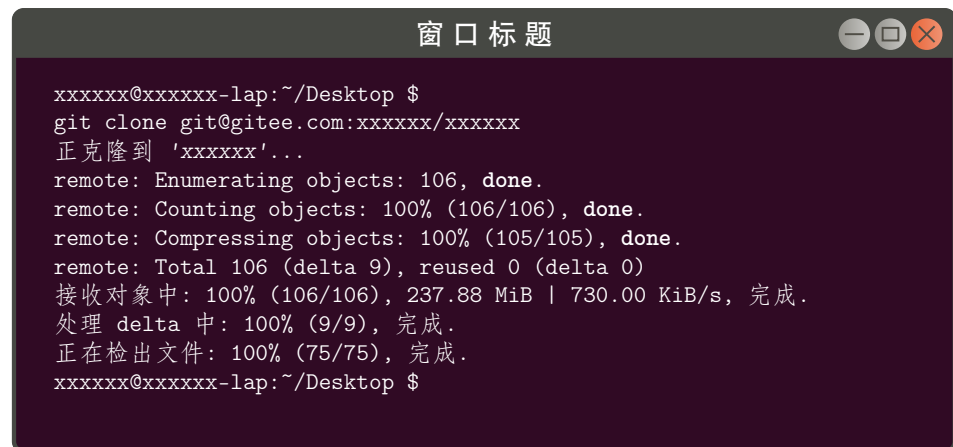 窗口标题
xxxxxx@xxxxxx-lap:~/Desktop $
git clone git@gitee.com:xxxxxx/xxxxxx
正克隆到 'xxxxxx'...
remote: Enumerating objects: 106, done.
remote: Counting objects: 100% (106/106), done.
remote: Compressing objects: 100% (105/105), done.
remote: Total 106 (delta 9), reused 0 (delta 0)
接收对象中: 100% (106/106), 237.88 MiB | 730.00 KiB/s, 完成.
处理 delta 中: 100% (9/9), 完成.
正在检出文件: 100% (75/75), 完成.
xxxxxx@xxxxxx-lap:~/Desktop $